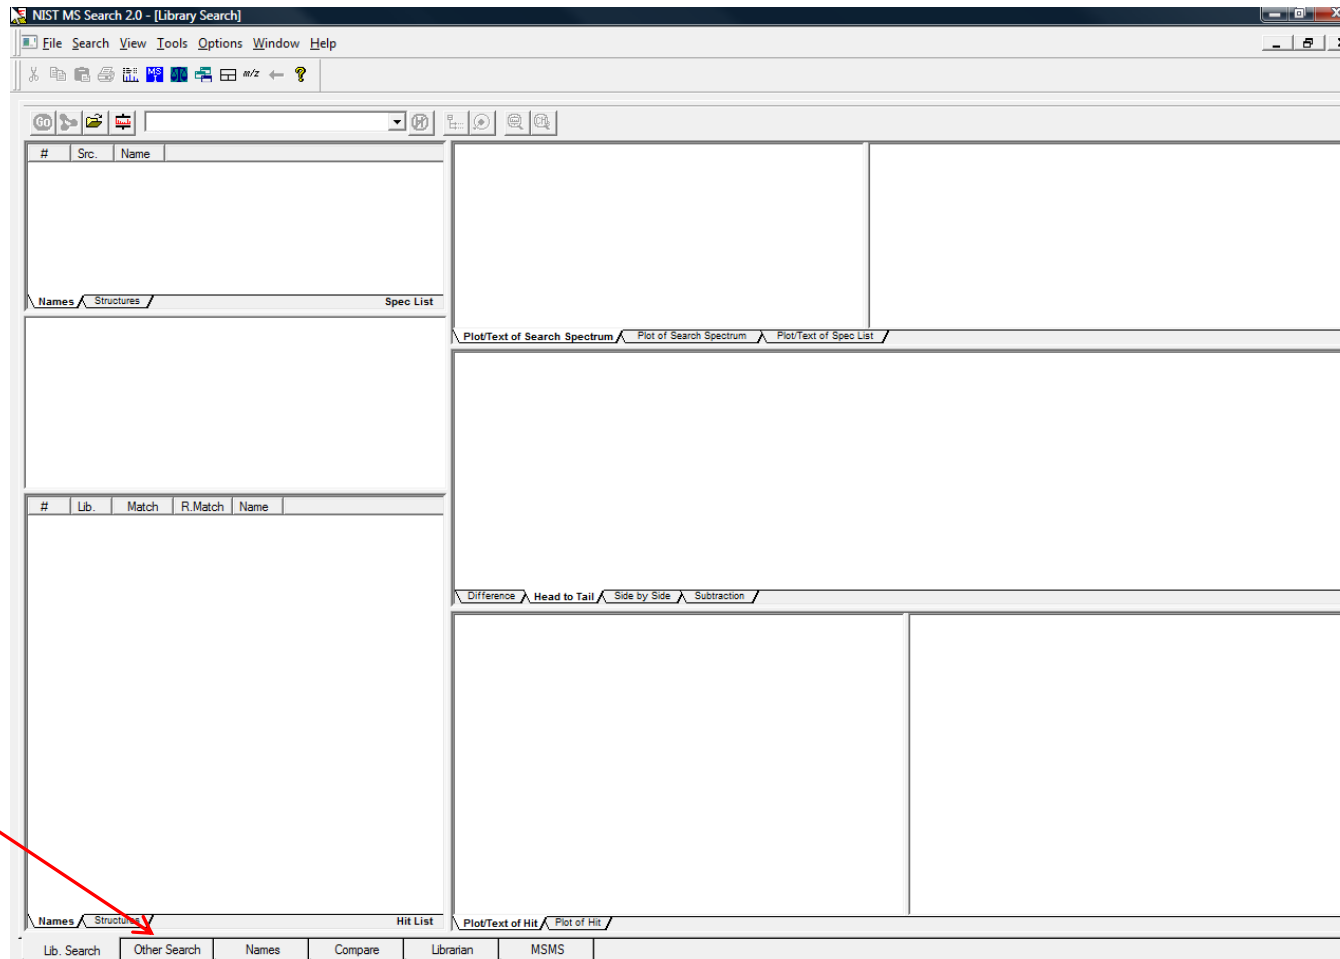 NIST MS Search 2.0 - [Library Search]
File Search View Tools Options Window Help
MS m/z ?
GO
# Src. Name
Names Structures Spec List
Plot/Text of Search Spectrum Plot of Search Spectrum Plot/Text of Spec List
# Lib. Match R.Match Name
Difference Head to Tail Side by Side Subtraction
Names Structures Hit List
Plot/Text of Hit Plot of Hit
Lib. Search Other Search Names Compare Librarian MSMS